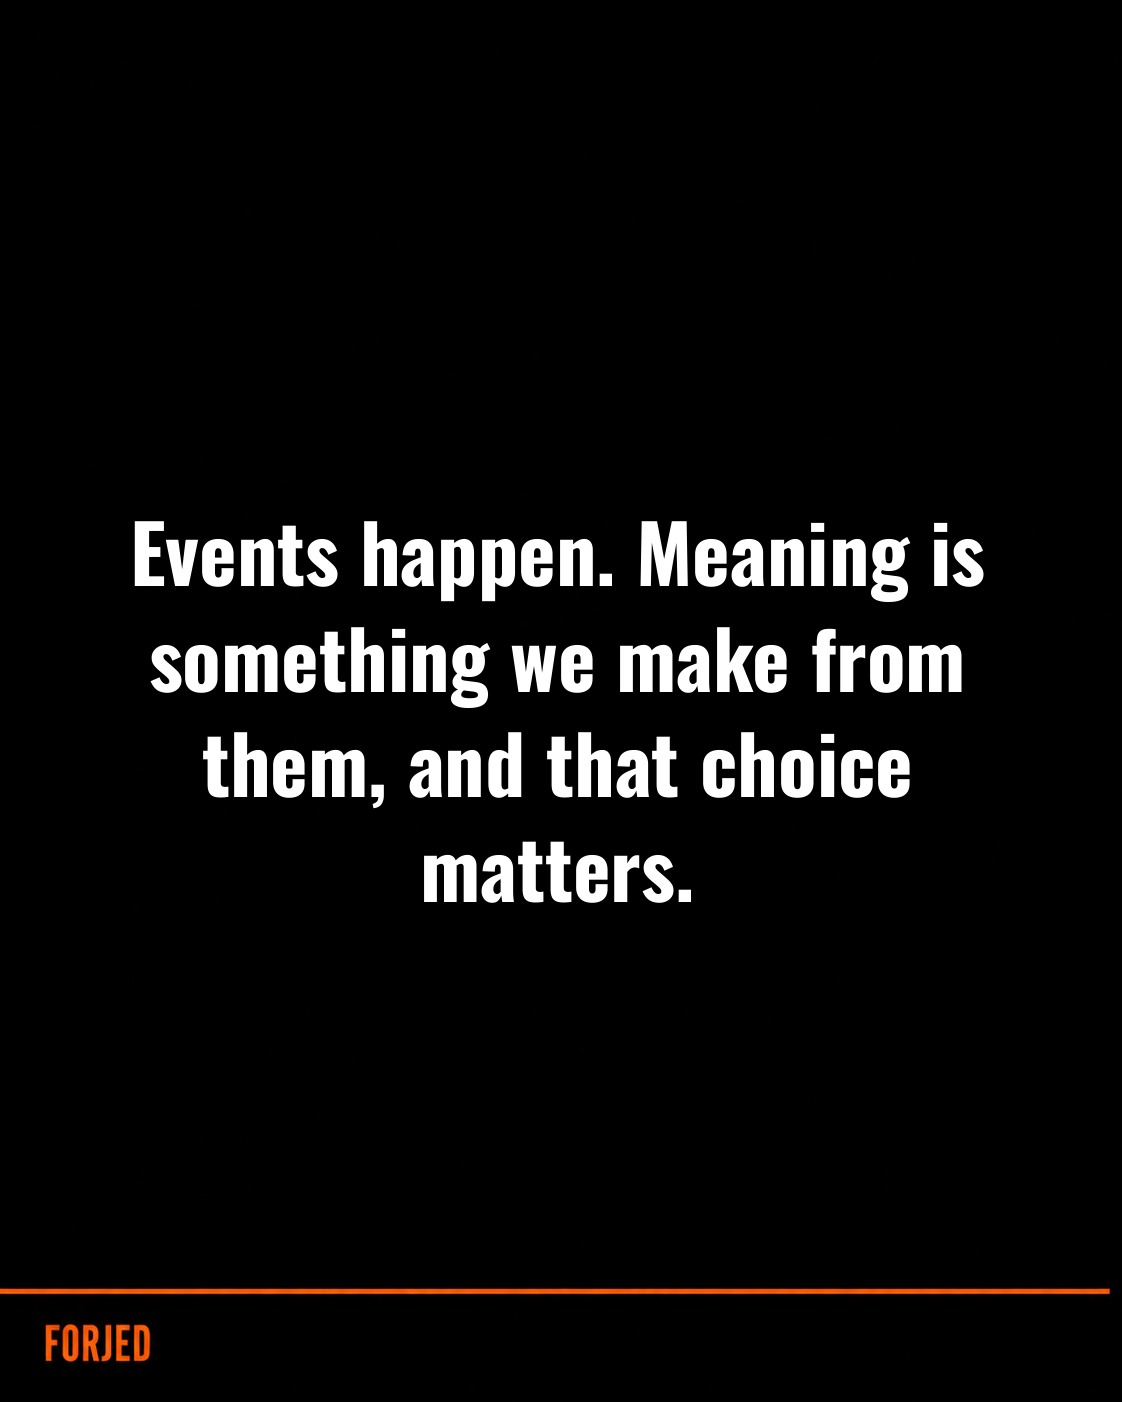 Events happen. Meaning is
something we make from
them, and that choice
matters.
FORJED